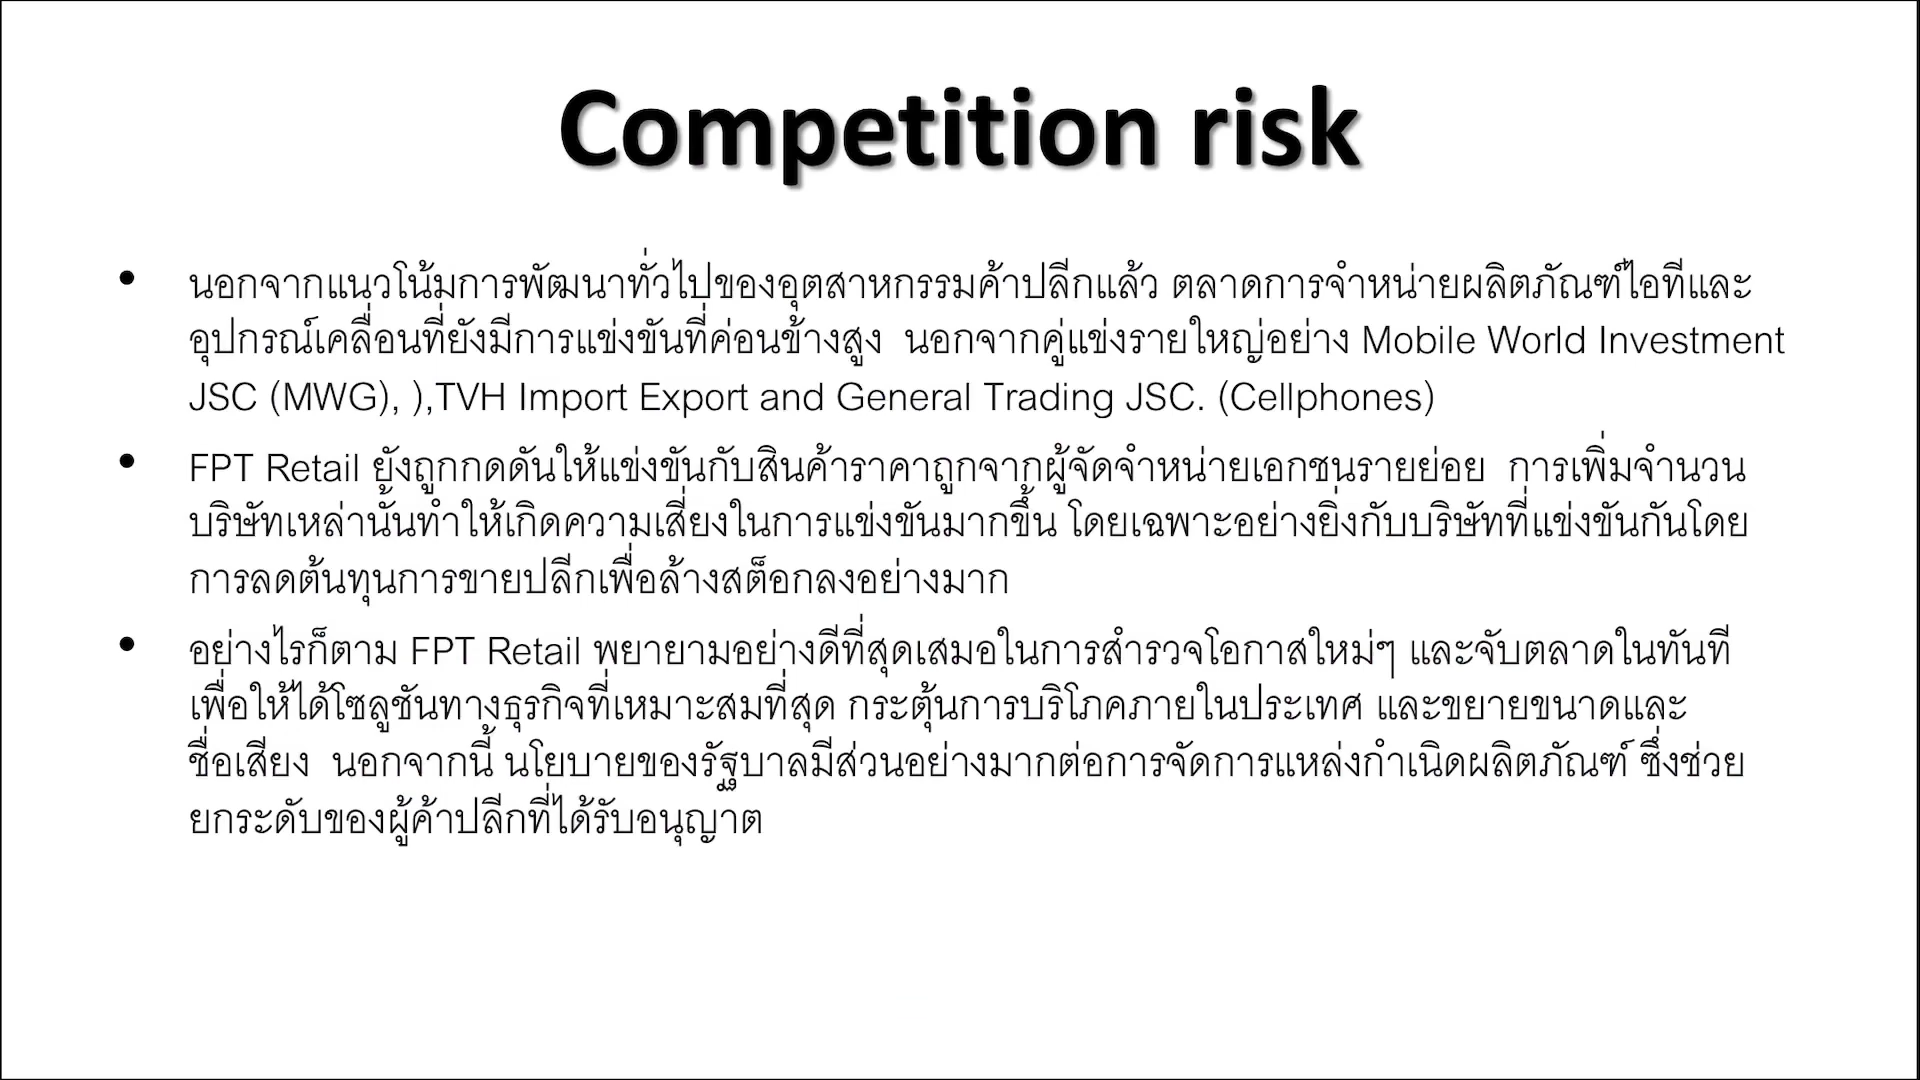 Competition risk
• นอกจากแนวโน้มการพัฒนาทั่วไปของอุตสาหกรรมค้าปลีกแล้ว ตลาดการจำหน่ายผลิตภัณฑ์ไอทีและ
อุปกรณ์เคลื่อนที่ยังมีการแข่งขันที่ค่อนข้างสูง นอกจากคู่แข่งรายใหญ่อย่าง Mobile World Investment
JSC (MWG), ),TVH Import Export and General Trading JSC. (Cellphones)
• FPT Retail ยังถูกกดดันให้แข่งขันกับสินค้าราคาถูกจากผู้จัดจำหน่ายเอกชนรายย่อย การเพิ่มจำนวน
บริษัทเหล่านั้นทำให้เกิดความเสี่ยงในการแข่งขันมากขึ้น โดยเฉพาะอย่างยิ่งกับบริษัทที่แข่งขันกันโดย
การลดต้นทุนการขายปลีกเพื่อล้างสต็อกลงอย่างมาก
• อย่างไรก็ตาม FPT Retail พยายามอย่างดีที่สุดเสมอในการสำรวจโอกาสใหม่ๆ และจับตลาดในทันที
เพื่อให้ได้โซลูชันทางธุรกิจที่เหมาะสมที่สุด กระตุ้นการบริโภคภายในประเทศ และขยายขนาดและ
ชื่อเสียง นอกจากนี้ นโยบายของรัฐบาลมีส่วนอย่างมากต่อการจัดการแหล่งกำเนิดผลิตภัณฑ์ ซึ่งช่วย
ยกระดับของผู้ค้าปลีกที่ได้รับอนุญาต